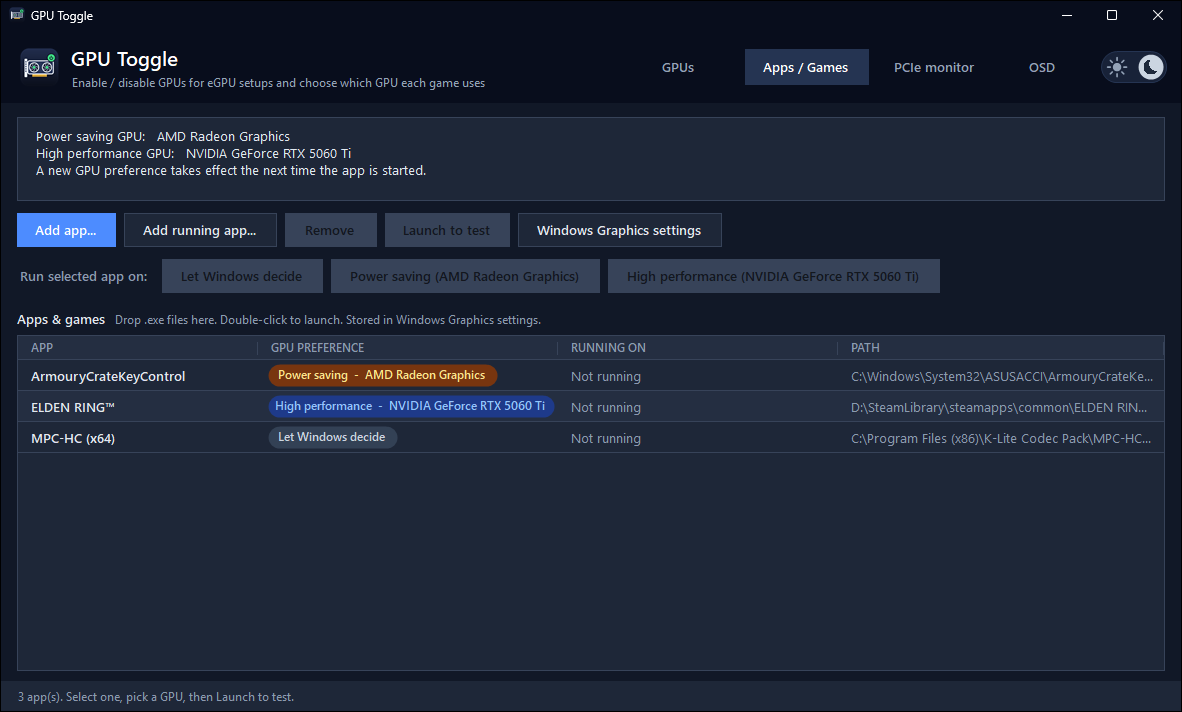 GPU Toggle
GPU Toggle
Enable / disable GPUs for eGPU setups and choose which GPU each game uses
GPUs Apps / Games PCIe monitor OSD
Power saving GPU: AMD Radeon Graphics
High performance GPU: NVIDIA GeForce RTX 5060 Ti
A new GPU preference takes effect the next time the app is started.
Add app... Add running app... Remove Launch to test Windows Graphics settings
Run selected app on: Let Windows decide Power saving (AMD Radeon Graphics) High performance (NVIDIA GeForce RTX 5060 Ti)
Apps & games Drop .exe files here. Double-click to launch. Stored in Windows Graphics settings.
APP GPU PREFERENCE RUNNING ON PATH
ArmouryCrateKeyControl Power saving - AMD Radeon Graphics Not running C:\Windows\System32\ASUSACCI\ArmouryCrateKe...
ELDEN RING™ High performance - NVIDIA GeForce RTX 5060 Ti Not running D:\SteamLibrary\steamapps\common\ELDEN RIN...
MPC-HC (x64) Let Windows decide Not running C:\Program Files (x86)\K-Lite Codec Pack\MPC-HC...
3 app(s). Select one, pick a GPU, then Launch to test.